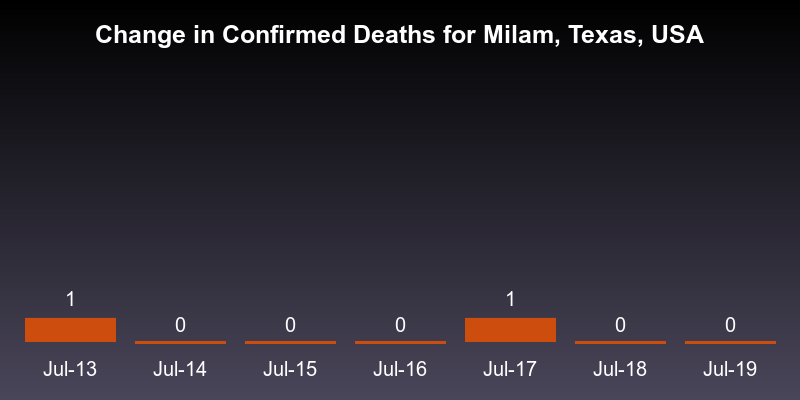 Change in Confirmed Deaths for Milam, Texas, USA
1 0 0 0 1 0 0
Jul-13 Jul-14 Jul-15 Jul-16 Jul-17 Jul-18 Jul-19